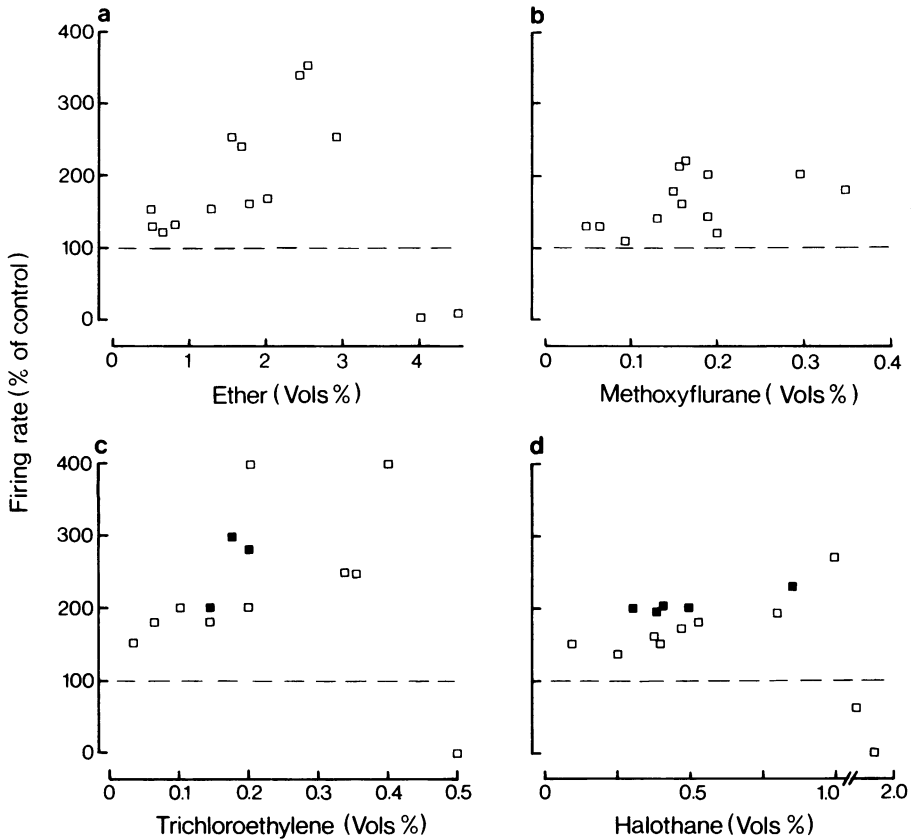 a
400
300
200
100
0
0 1 2 3 4
Ether (Vols %)
b
0 0.1 0.2 0.3 0.4
Methoxyflurane ( Vols %)
Firing rate (% of control)
c
400
300
200
100
0
0 0.1 0.2 0.3 0.4 0.5
Trichloroethylene (Vols %)
d
0 0.5 1.0 2.0
Halothane (Vols %)